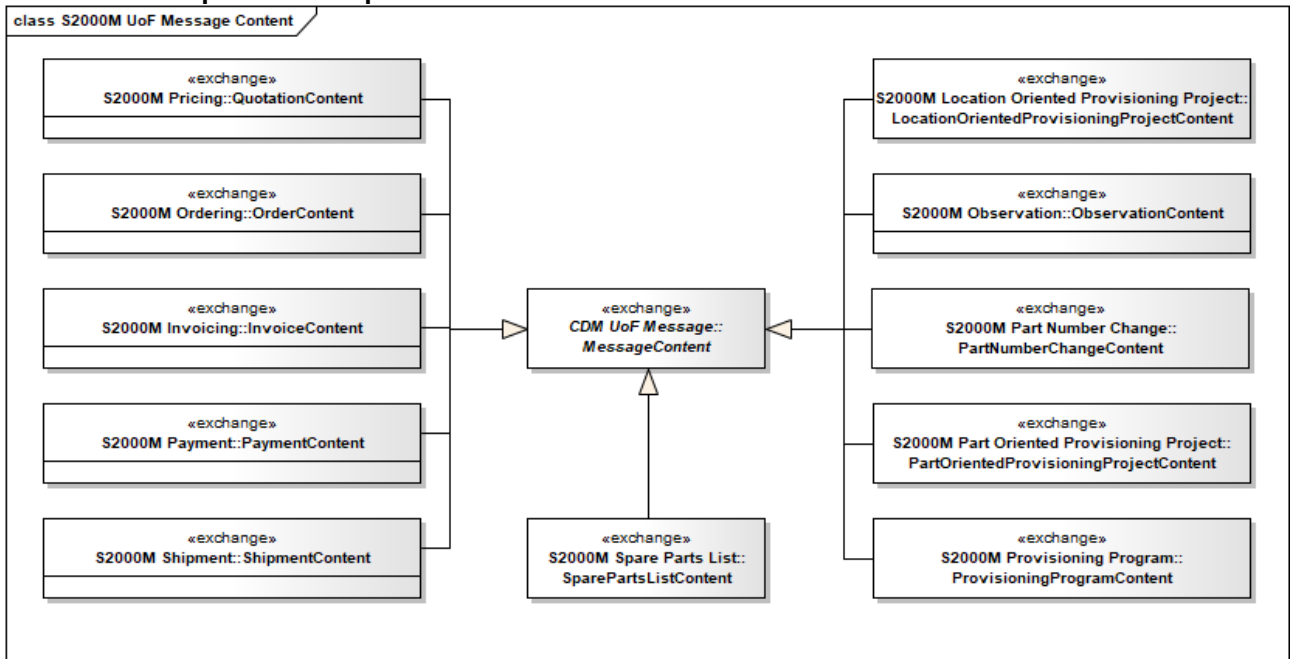 class S2000M UoF Message Content
«exchange»
S2000M Pricing::QuotationContent
«exchange»
S2000M Ordering::OrderContent
«exchange»
S2000M Invoicing::InvoiceContent
«exchange»
S2000M Payment::PaymentContent
«exchange»
S2000M Shipment::ShipmentContent
«exchange»
CDM UoF Message::
MessageContent
«exchange»
S2000M Spare Parts List::
SparePartsListContent
«exchange»
S2000M Location Oriented Provisioning Project::
LocationOrientedProvisioningProjectContent
«exchange»
S2000M Observation::ObservationContent
«exchange»
S2000M Part Number Change::
PartNumberChangeContent
«exchange»
S2000M Part Oriented Provisioning Project::
PartOrientedProvisioningProjectContent
«exchange»
S2000M Provisioning Program::
ProvisioningProgramContent